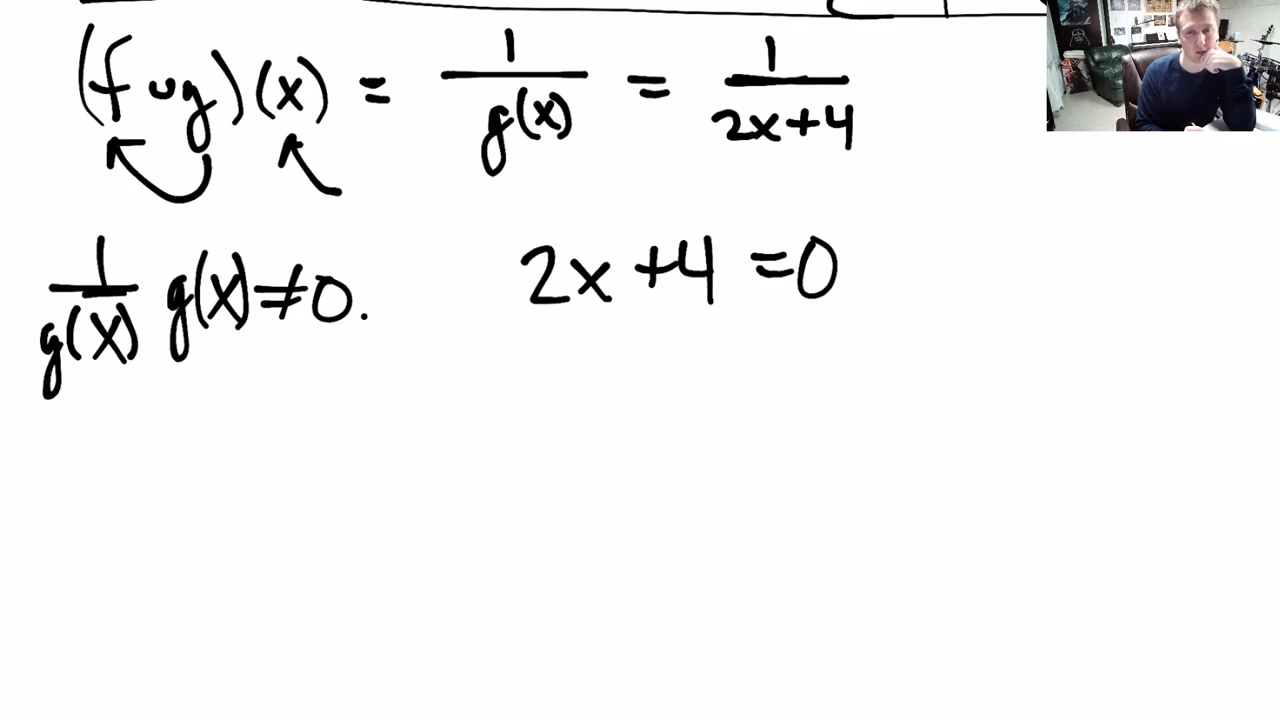 (f∘g)(x) = 1/g(x) = 1/(2x+4)
1/g(x) g(x)≠0. 2x+4=0